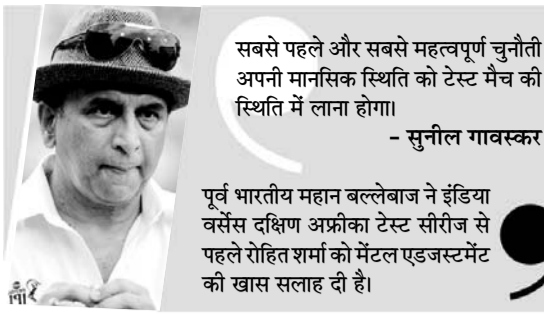 सबसे पहले और सबसे महत्वपूर्ण चुनौती
अपनी मानसिक स्थिति को टेस्ट मैच की
स्थिति में लाना होगा।
- सुनील गावस्कर
पूर्व भारतीय महान बल्लेबाज ने इंडिया
वर्सेस दक्षिण अफ्रीका टेस्ट सीरीज से
पहले रोहित शर्मा को मेंटल एडजस्टमेंट
की खास सलाह दी है।